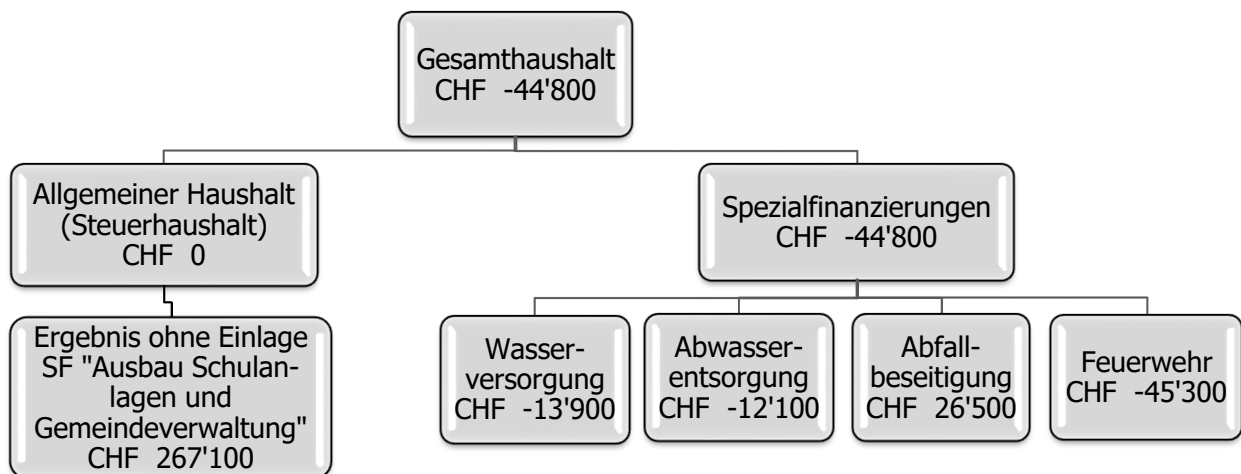 Gesamthaushalt
CHF -44'800
Allgemeiner Haushalt
(Steuerhaushalt)
CHF 0
Spezialfinanzierungen
CHF -44'800
Ergebnis ohne Einlage
SF "Ausbau Schulan-
lagen und
Gemeindeverwaltung"
CHF 267'100
Wasser-
versorgung
CHF -13'900
Abwasser-
entsorgung
CHF -12'100
Abfall-
beseitigung
CHF 26'500
Feuerwehr
CHF -45'300